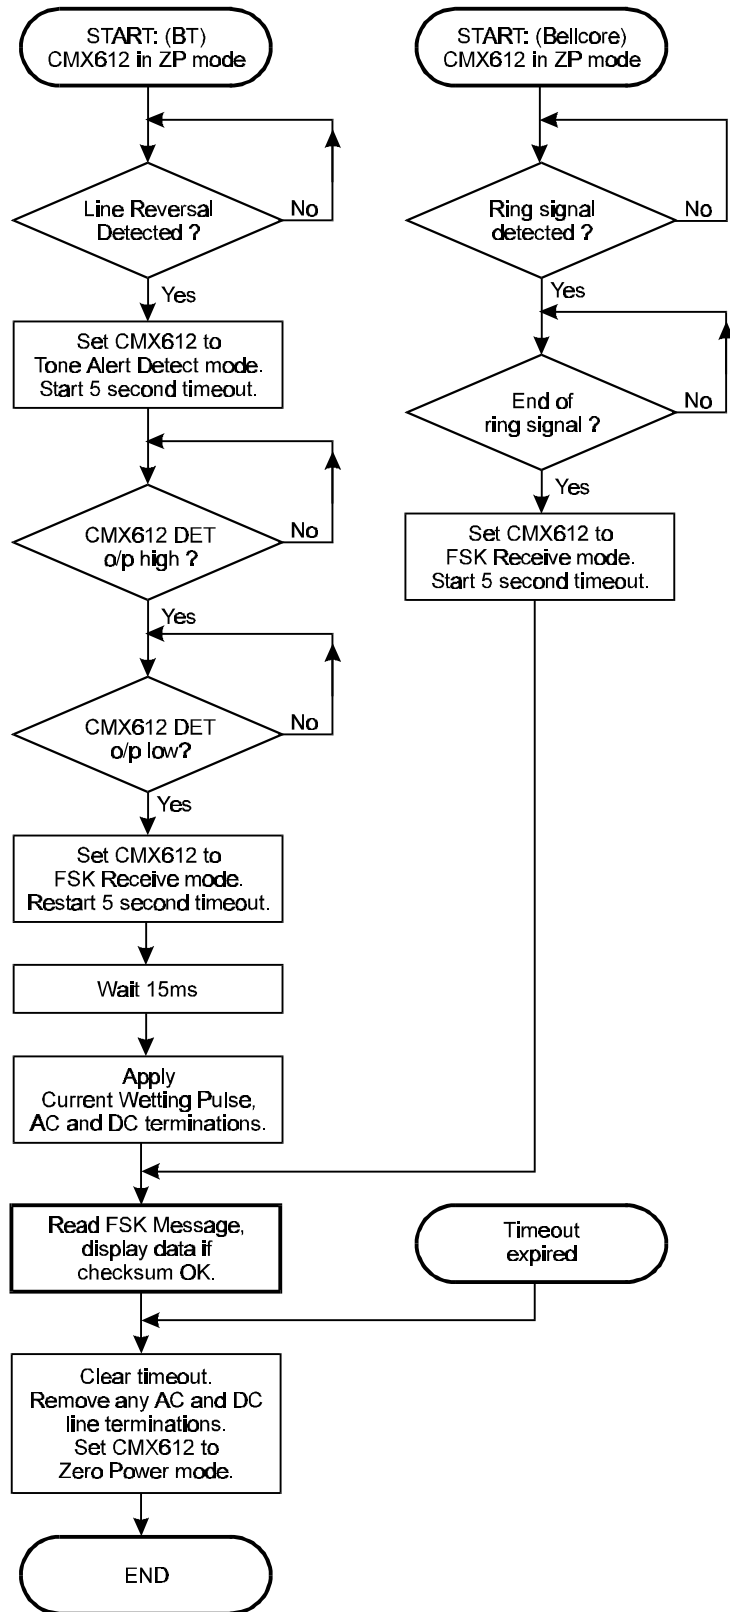 START: (BT)
CMX612 in ZP mode
Line Reversal
Detected ?
No
Yes
Set CMX612 to
Tone Alert Detect mode.
Start 5 second timeout.
CMX612 DET
o/p high ?
No
Yes
CMX612 DET
o/p low?
No
Yes
Set CMX612 to
FSK Receive mode.
Restart 5 second timeout.
Wait 15ms
Apply
Current Wetting Pulse,
AC and DC terminations.
START: (Bellcore)
CMX612 in ZP mode
Ring signal
detected ?
No
Yes
End of
ring signal ?
No
Yes
Set CMX612 to
FSK Receive mode.
Start 5 second timeout.
Read FSK Message,
display data if
checksum OK.
Timeout
expired
Clear timeout.
Remove any AC and DC
line terminations.
Set CMX612 to
Zero Power mode.
END